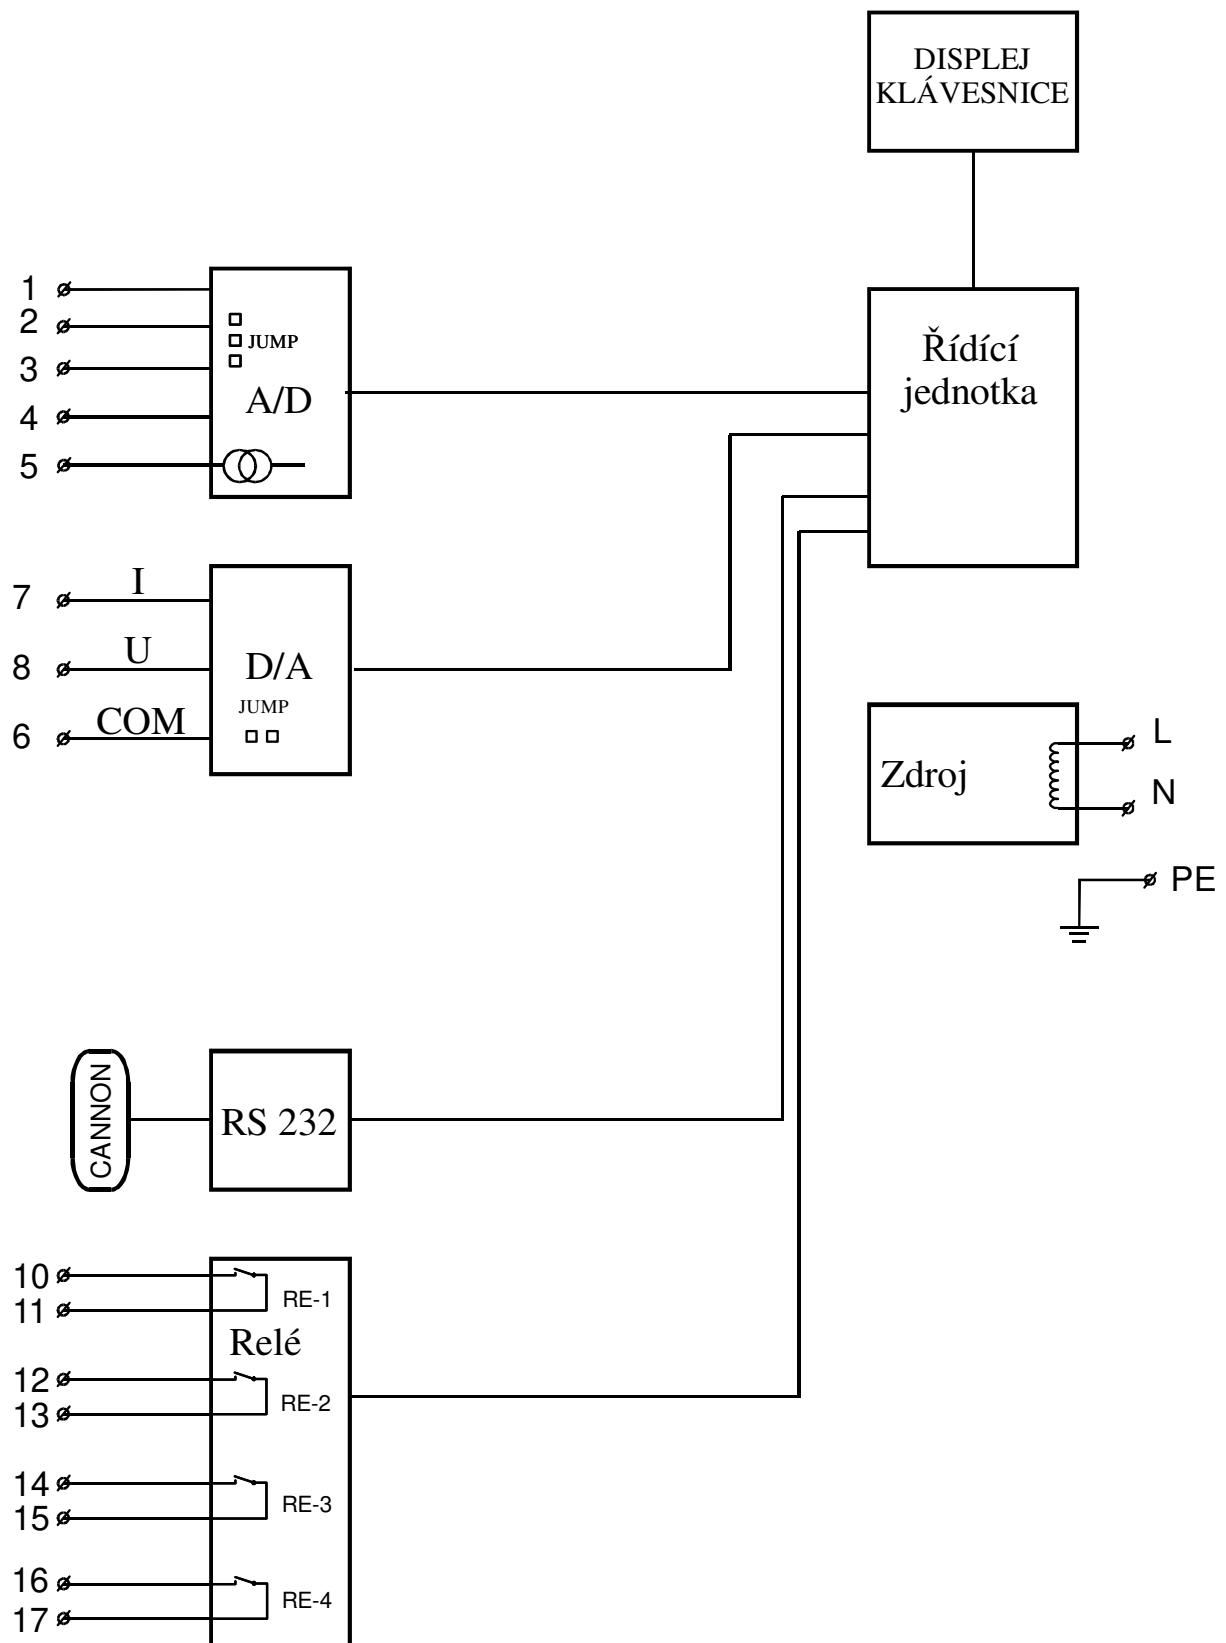 DISPLEJ
KLÁVESNICE
1
2
3
4
5
JUMP
A/D
Řídící
jednotka
7
I
8
U
6
COM
D/A
JUMP
Zdroj
L
N
PE
CANNON
RS 232
10
11
RE-1
Relé
12
13
RE-2
14
15
RE-3
16
17
RE-4